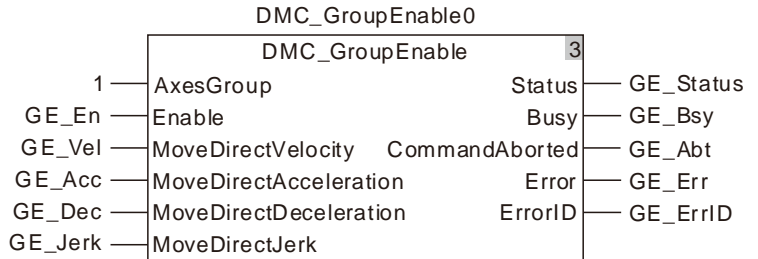 DMC_GroupEnable0
DMC_GroupEnable 3
1 AxesGroup Status GE_Status
GE_En Enable Busy GE_Bsy
GE_Vel MoveDirectVelocity CommandAborted GE_Abt
GE_Acc MoveDirectAcceleration Error GE_Err
GE_Dec MoveDirectDeceleration ErrorID GE_ErrID
GE_Jerk MoveDirectJerk